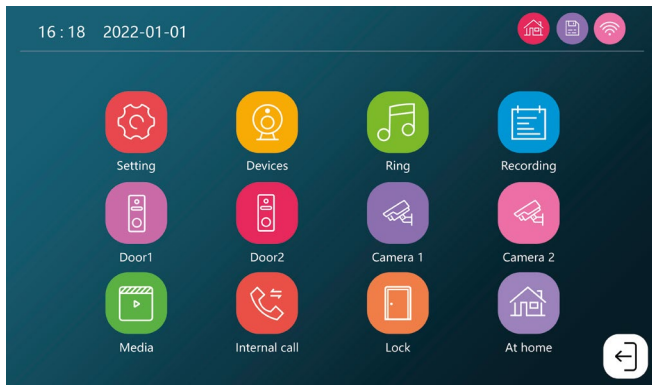 16 : 18 2022-01-01
Setting Devices Ring Recording
Door1 Door2 Camera 1 Camera 2
Media Internal call Lock At home